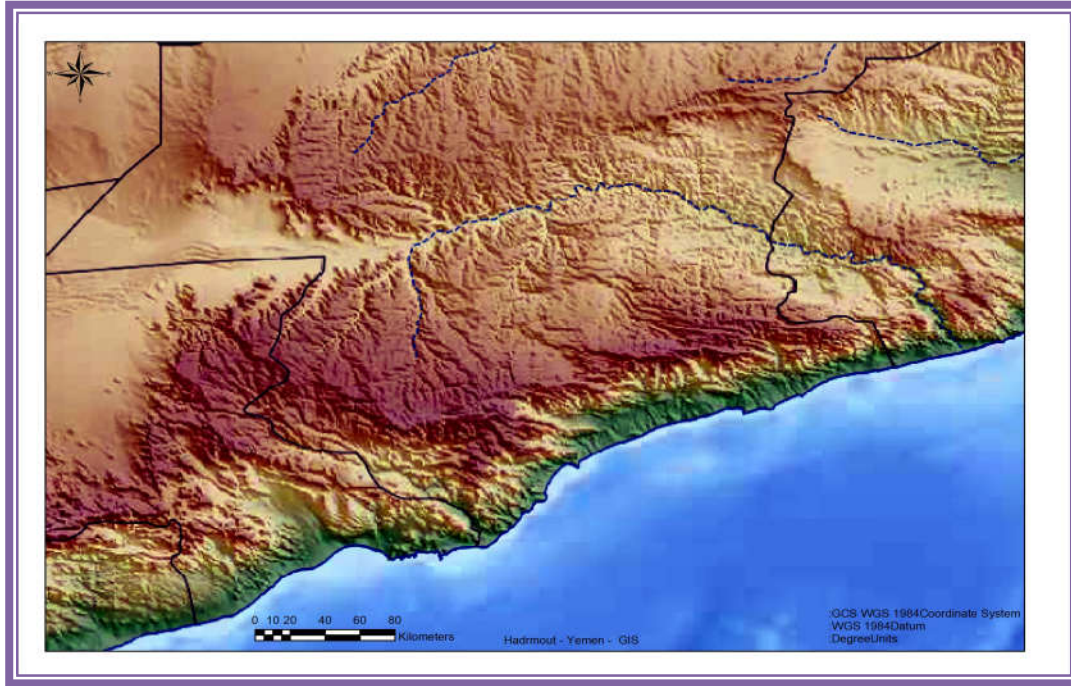 0 10 20 40 60 80
Kilometers
Hadrmout - Yemen - GIS
:GCS WGS 1984Coordinate System
:WGS 1984Datum
:DegreeUnits